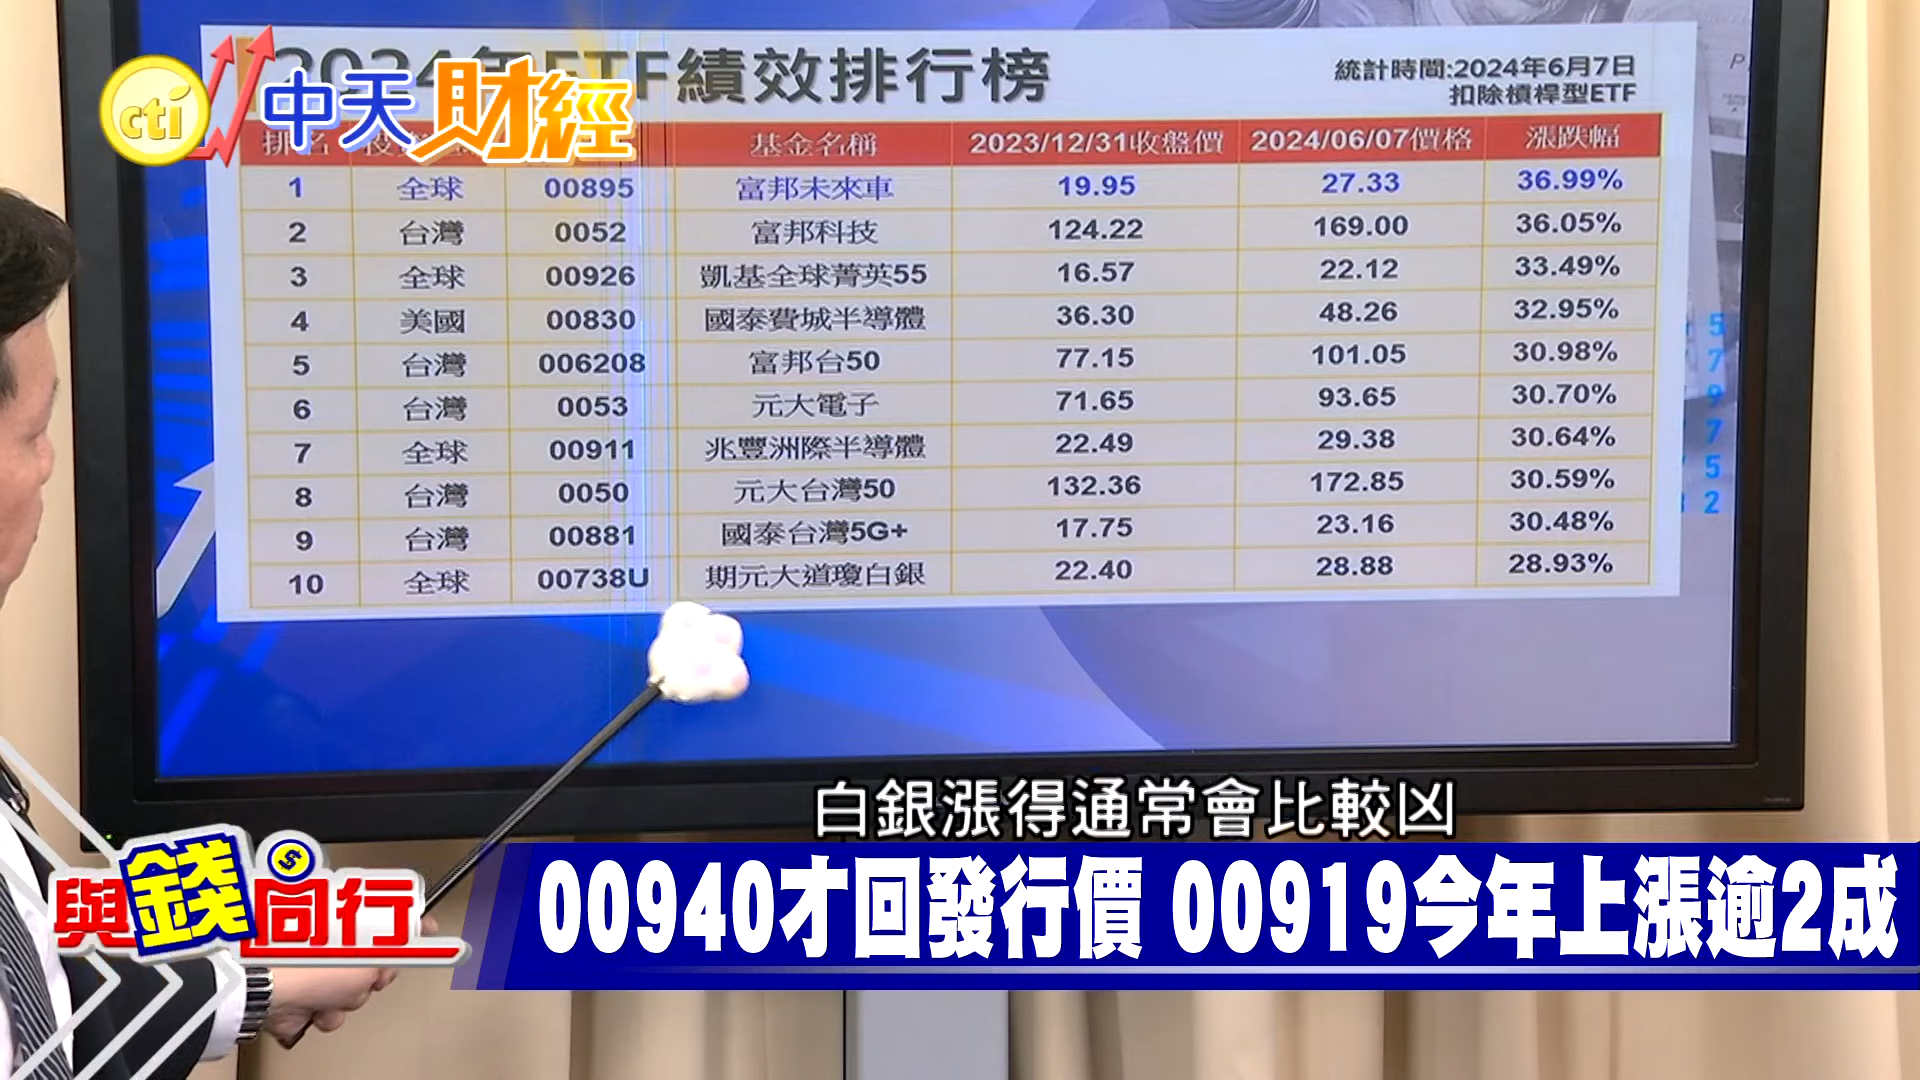 cti 中天財經
2024年ETF績效排行榜
統計時間:2024年6月7日
扣除槓桿型ETF
排名 基金名稱 2023/12/31收盤價 2024/06/07價格 漲跌幅
1 全球 00895 富邦未來車 19.95 27.33 36.99%
2 台灣 0052 富邦科技 124.22 169.00 36.05%
3 全球 00926 凱基全球菁英55 16.57 22.12 33.49%
4 美國 00830 國泰費城半導體 36.30 48.26 32.95%
5 台灣 006208 富邦台50 77.15 101.05 30.98%
6 台灣 0053 元大電子 71.65 93.65 30.70%
7 全球 00911 兆豐洲際半導體 22.49 29.38 30.64%
8 台灣 0050 元大台灣50 132.36 172.85 30.59%
9 台灣 00881 國泰台灣5G+ 17.75 23.16 30.48%
10 全球 00738U 期元大道瓊白銀 22.40 28.88 28.93%
白銀漲得通常會比較凶
與錢同行
00940才回發行價 00919今年上漲逾2成